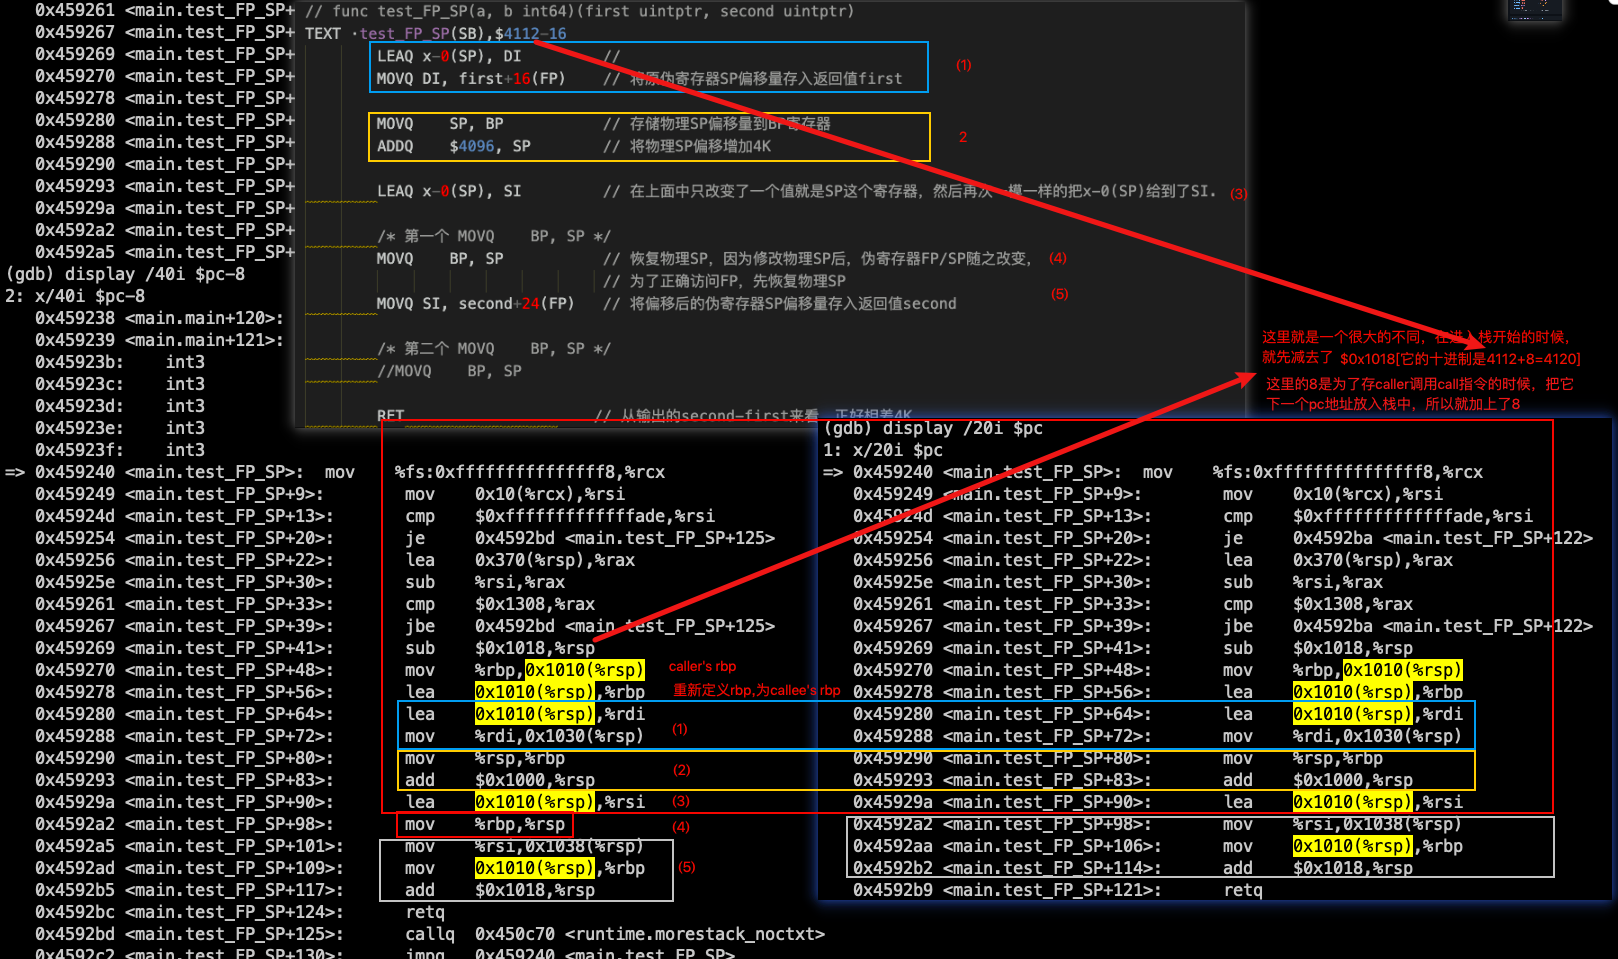 0x459261 <main.test_FP_SP+
0x459267 <main.test_FP_SP+
0x459269 <main.test_FP_SP+
0x459270 <main.test_FP_SP+
0x459278 <main.test_FP_SP+
0x459280 <main.test_FP_SP+
0x459288 <main.test_FP_SP+
0x459290 <main.test_FP_SP+
0x459293 <main.test_FP_SP+
0x45929a <main.test_FP_SP+
0x4592a2 <main.test_FP_SP+
0x4592a5 <main.test_FP_SP+
(gdb) display /40i $pc-8
2: x/40i $pc-8
0x459238 <main.main+120>:
0x459239 <main.main+121>:
0x45923b: int3
0x45923c: int3
0x45923d: int3
0x45923e: int3
0x45923f: int3
// func test_FP_SP(a, b int64)(first uintptr, second uintptr)
TEXT ·test_FP_SP(SB),$4112-16
LEAQ x-0(SP), DI //
(1)
MOVQ DI, first+16(FP) // 将原伪寄存器SP偏移量存入返回值first
MOVQ SP, BP // 存储物理SP偏移量到BP寄存器
2
ADDQ $4096, SP // 将物理SP偏移增加4K
LEAQ x-0(SP), SI // 在上面中只改变了一个值就是SP这个寄存器，然后再次 模一样的把x-0(SP)给到了SI.
(3)
/* 第一个 MOVQ BP, SP */
MOVQ BP, SP // 恢复物理SP，因为修改物理SP后，伪寄存器FP/SP随之改变，
(4)
// 为了正确访问FP，先恢复物理SP
(5)
MOVQ SI, second+24(FP) // 将偏移后的伪寄存器SP偏移量存入返回值second
/* 第二个 MOVQ BP, SP */
//MOVQ BP, SP
RET // 从输出的second-first来看，正好相差4K
这里就是一个很大的不同，在进入栈开始的时候，
就先减去了 $0x1018[它的十进制是4112+8=4120]
这里的8是为了存caller调用call指令的时候，把它
下一个pc地址放入栈中，所以就加上了8
=> 0x459240 <main.test_FP_SP>: mov %fs:0xfffffffffffffff8,%rcx
0x459249 <main.test_FP_SP+9>: mov 0x10(%rcx),%rsi
0x45924d <main.test_FP_SP+13>: cmp $0xfffffffffffffade,%rsi
0x459254 <main.test_FP_SP+20>: je 0x4592bd <main.test_FP_SP+125>
0x459256 <main.test_FP_SP+22>: lea 0x370(%rsp),%rax
0x45925e <main.test_FP_SP+30>: sub %rsi,%rax
0x459261 <main.test_FP_SP+33>: cmp $0x1308,%rax
0x459267 <main.test_FP_SP+39>: jbe 0x4592bd <main.test_FP_SP+125>
0x459269 <main.test_FP_SP+41>: sub $0x1018,%rsp
0x459270 <main.test_FP_SP+48>: mov %rbp,0x1010(%rsp)
caller's rbp
0x459278 <main.test_FP_SP+56>: lea 0x1010(%rsp),%rbp
重新定义rbp,为callee's rbp
0x459280 <main.test_FP_SP+64>: lea 0x1010(%rsp),%rdi
(1)
0x459288 <main.test_FP_SP+72>: mov %rdi,0x1030(%rsp)
0x459290 <main.test_FP_SP+80>: mov %rsp,%rbp
(2)
0x459293 <main.test_FP_SP+83>: add $0x1000,%rsp
0x45929a <main.test_FP_SP+90>: lea 0x1010(%rsp),%rsi
(3)
0x4592a2 <main.test_FP_SP+98>: mov %rbp,%rsp
(4)
0x4592a5 <main.test_FP_SP+101>: mov %rsi,0x1038(%rsp)
0x4592ad <main.test_FP_SP+109>: mov 0x1010(%rsp),%rbp
(5)
0x4592b5 <main.test_FP_SP+117>: add $0x1018,%rsp
0x4592bc <main.test_FP_SP+124>: retq
0x4592bd <main.test_FP_SP+125>: callq 0x450c70 <runtime.morestack_noctxt>
0x4592c2 <main.test_FP_SP+130>: jmpq 0x459240 <main.test_FP_SP>
(gdb) display /20i $pc
1: x/20i $pc
=> 0x459240 <main.test_FP_SP>: mov %fs:0xfffffffffffffff8,%rcx
0x459249 <main.test_FP_SP+9>: mov 0x10(%rcx),%rsi
0x45924d <main.test_FP_SP+13>: cmp $0xfffffffffffffade,%rsi
0x459254 <main.test_FP_SP+20>: je 0x4592ba <main.test_FP_SP+122>
0x459256 <main.test_FP_SP+22>: lea 0x370(%rsp),%rax
0x45925e <main.test_FP_SP+30>: sub %rsi,%rax
0x459261 <main.test_FP_SP+33>: cmp $0x1308,%rax
0x459267 <main.test_FP_SP+39>: jbe 0x4592ba <main.test_FP_SP+122>
0x459269 <main.test_FP_SP+41>: sub $0x1018,%rsp
0x459270 <main.test_FP_SP+48>: mov %rbp,0x1010(%rsp)
0x459278 <main.test_FP_SP+56>: lea 0x1010(%rsp),%rbp
0x459280 <main.test_FP_SP+64>: lea 0x1010(%rsp),%rdi
0x459288 <main.test_FP_SP+72>: mov %rdi,0x1030(%rsp)
0x459290 <main.test_FP_SP+80>: mov %rsp,%rbp
0x459293 <main.test_FP_SP+83>: add $0x1000,%rsp
0x45929a <main.test_FP_SP+90>: lea 0x1010(%rsp),%rsi
0x4592a2 <main.test_FP_SP+98>: mov %rsi,0x1038(%rsp)
0x4592aa <main.test_FP_SP+106>: mov 0x1010(%rsp),%rbp
0x4592b2 <main.test_FP_SP+114>: add $0x1018,%rsp
0x4592b9 <main.test_FP_SP+121>: retq